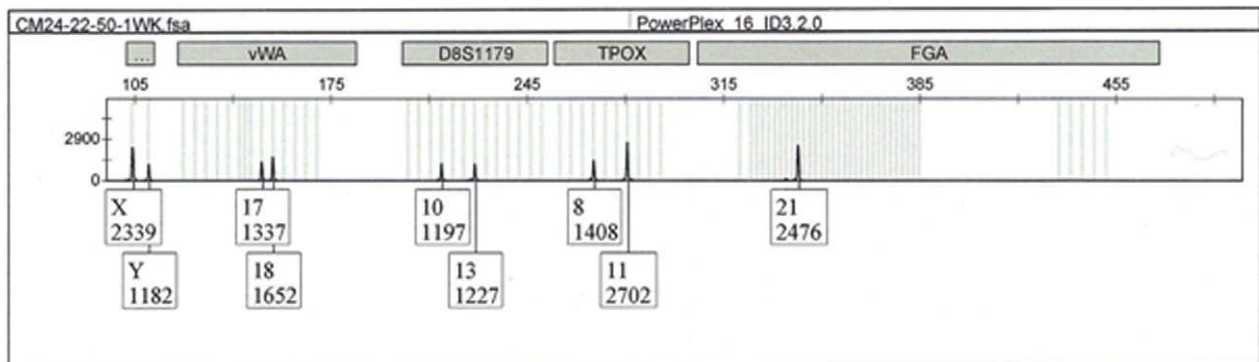 CM24-22-50-1WK.fsa PowerPlex_16_ID3.2.0
... vWA D8S1179 TPOX FGA
105 175 245 315 385 455
2900
0
X 17 10 8 21
2339 1337 1197 1408 2476
Y 18 13 11
1182 1652 1227 2702